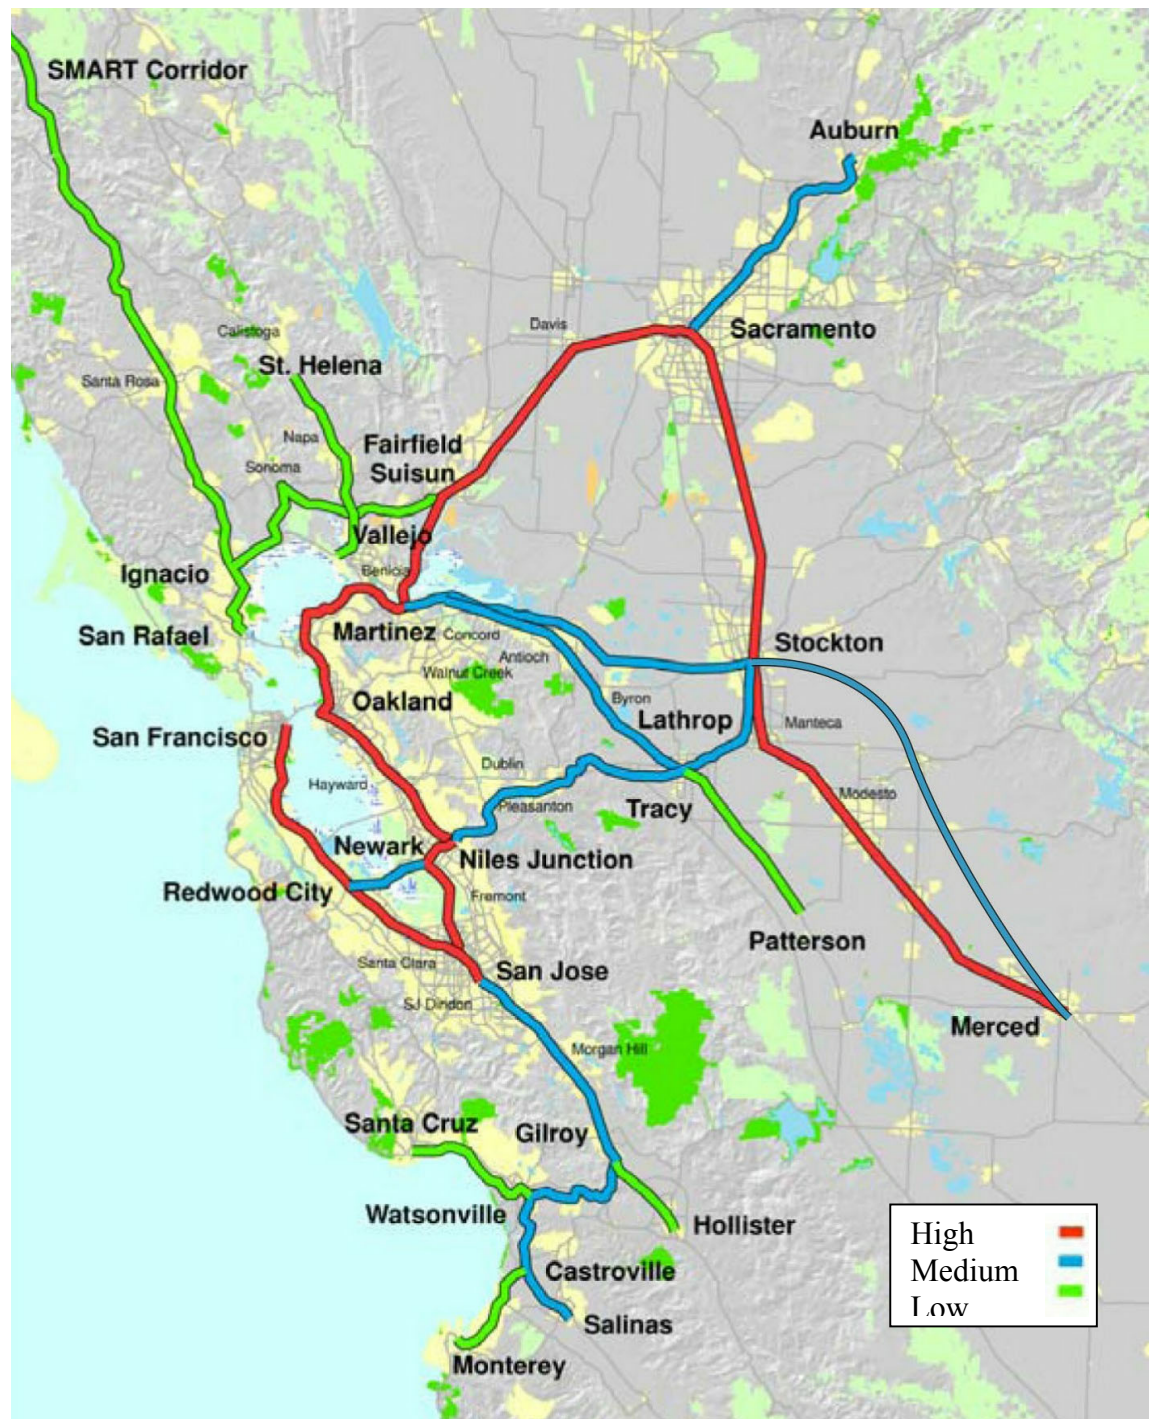 SMART Corridor
Auburn
Davis
Sacramento
Calistoga
St. Helena
Santa Rosa
Napa
Fairfield
Suisun
Sonoma
Vallejo
Benicia
Ignacio
San Rafael
Martinez
Concord
Antioch
Walnut Creek
Stockton
Oakland
Byron
Lathrop
Manteca
San Francisco
Dublin
Hayward
Pleasanton
Modesto
Tracy
Newark
Niles Junction
Redwood City
Fremont
Patterson
Santa Clara
San Jose
SJ Diridon
Merced
Morgan Hill
Santa Cruz
Gilroy
Watsonville
Hollister
Castroville
Salinas
Monterey
High
Medium
Low